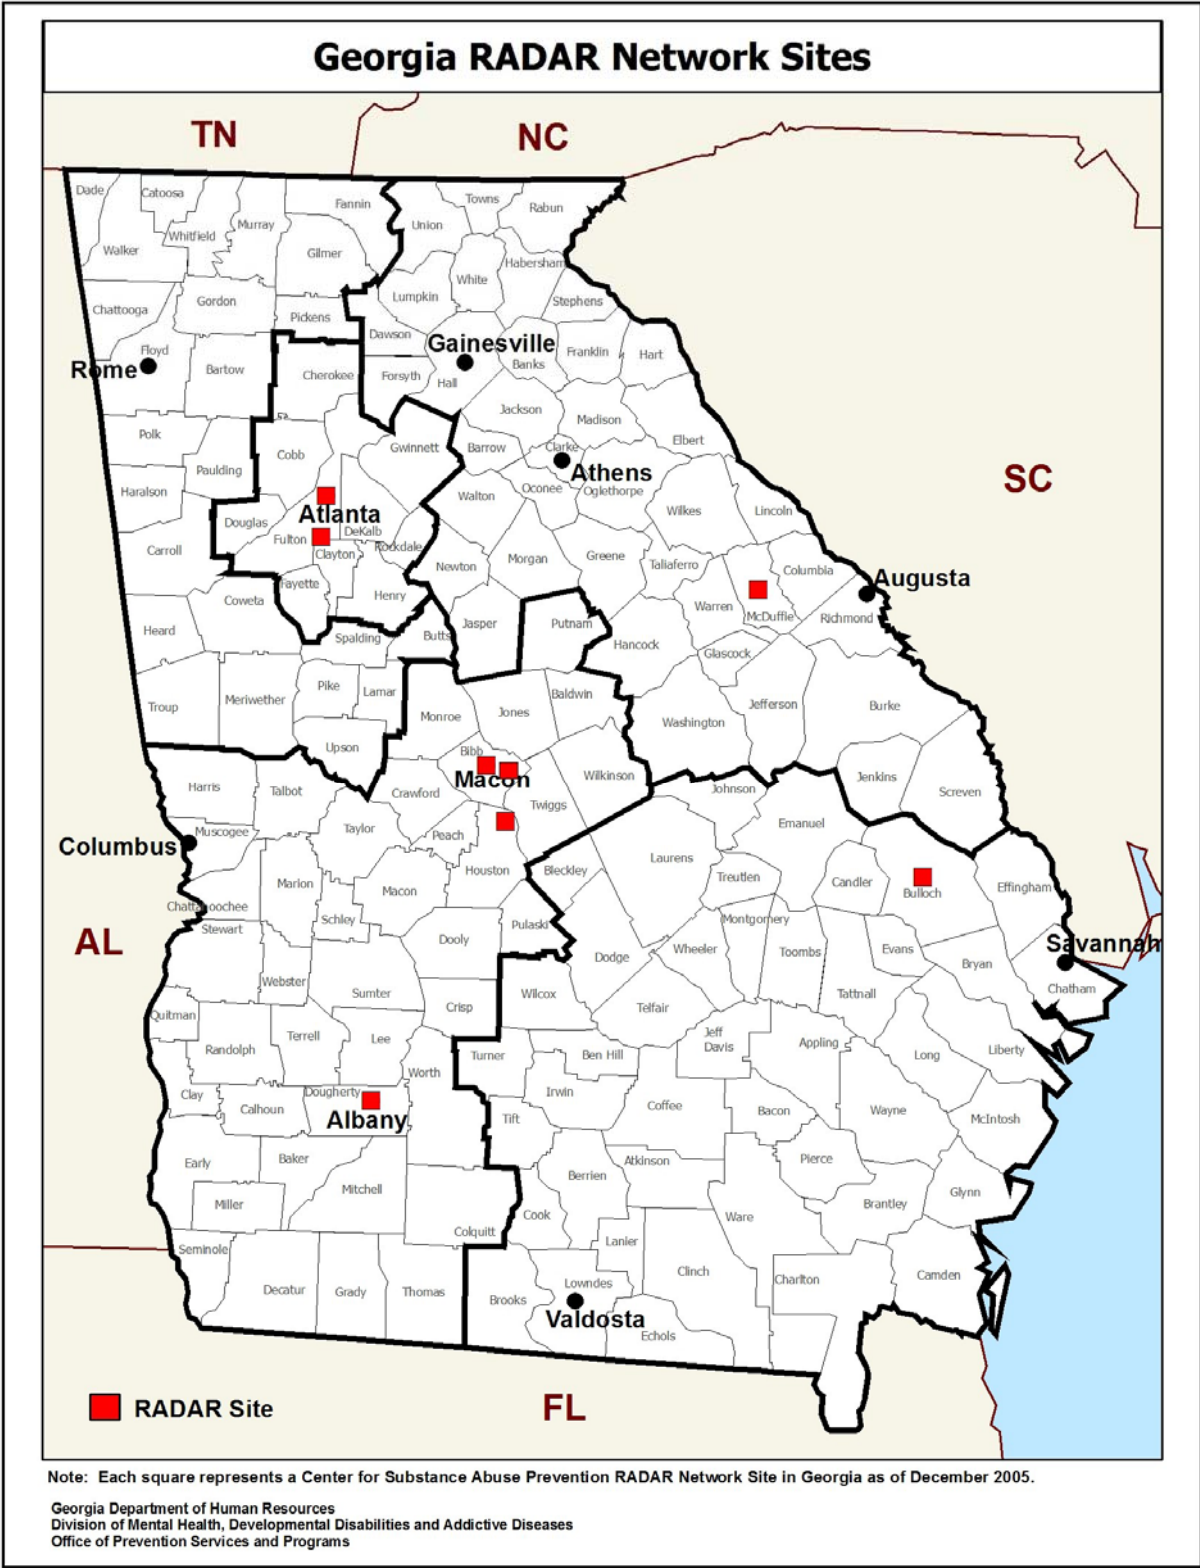 Georgia RADAR Network Sites
TN
NC
Dade
Catoosa
Fannin
Towns
Rabun
Whitfield
Murray
Union
Walker
Gilmer
Habersham
White
Lumpkin
Stephens
Chattooga
Gordon
Pickens
Dawson
Gainesville
Floyd
Rome
Bartow
Cherokee
Forsyth
Hall
Banks
Franklin
Hart
Jackson
Madison
Polk
Cobb
Gwinnett
Barrow
Clarke
Elbert
Paulding
Athens
SC
Haralson
Walton
Oconee
Oglethorpe
Wilkes
Lincoln
Atlanta
Douglas
Fulton
DeKalb
Rockdale
Carroll
Clayton
Newton
Morgan
Greene
Taliaferro
Columbia
Augusta
Fayette
Henry
Coweta
Warren
McDuffie
Richmond
Heard
Spalding
Butts
Jasper
Putnam
Hancock
Glascock
Troup
Meriwether
Pike
Lamar
Monroe
Jones
Baldwin
Washington
Jefferson
Burke
Upson
Bibb
Macon
Wilkinson
Jenkins
Screven
Harris
Talbot
Crawford
Twiggs
Johnson
Columbus
Muscogee
Taylor
Peach
Emanuel
Houston
Bleckley
Laurens
Marion
Macon
Treutlen
Candler
Bulloch
Effingham
Chattahoochee
Schley
AL
Stewart
Dooly
Pulaski
Montgomery
Savannah
Dodge
Wheeler
Toombs
Evans
Bryan
Webster
Sumter
Crisp
Wilcox
Telfair
Tattnall
Chatham
Quitman
Randolph
Terrell
Lee
Turner
Ben Hill
Jeff
Davis
Appling
Long
Liberty
Worth
Clay
Calhoun
Dougherty
Albany
Irwin
Tift
Coffee
Bacon
Wayne
McIntosh
Early
Baker
Mitchell
Berrien
Atkinson
Pierce
Miller
Brantley
Glynn
Cook
Ware
Colquitt
Lanier
Seminole
Decatur
Grady
Thomas
Brooks
Lowndes
Clinch
Charlton
Camden
Valdosta
Echols
RADAR Site
FL
Note: Each square represents a Center for Substance Abuse Prevention RADAR Network Site in Georgia as of December 2005.
Georgia Department of Human Resources
Division of Mental Health, Developmental Disabilities and Addictive Diseases
Office of Prevention Services and Programs